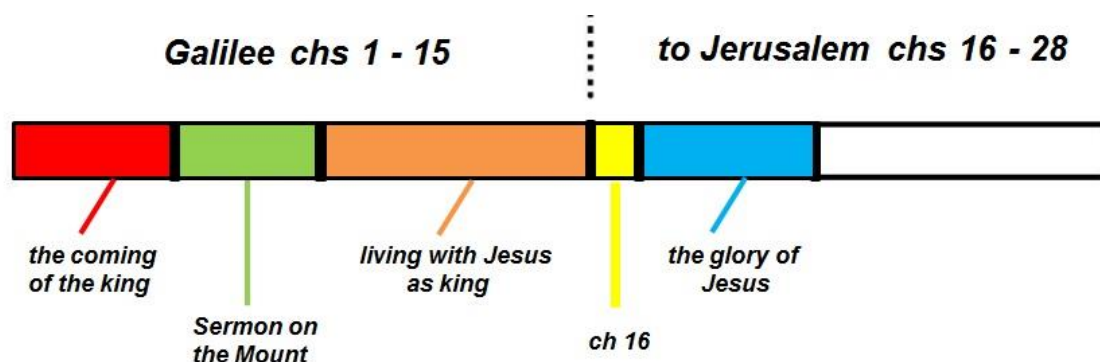 Galilee chs 1 - 15
to Jerusalem chs 16 - 28
the coming
of the king
Sermon on
the Mount
living with Jesus
as king
ch 16
the glory of
Jesus